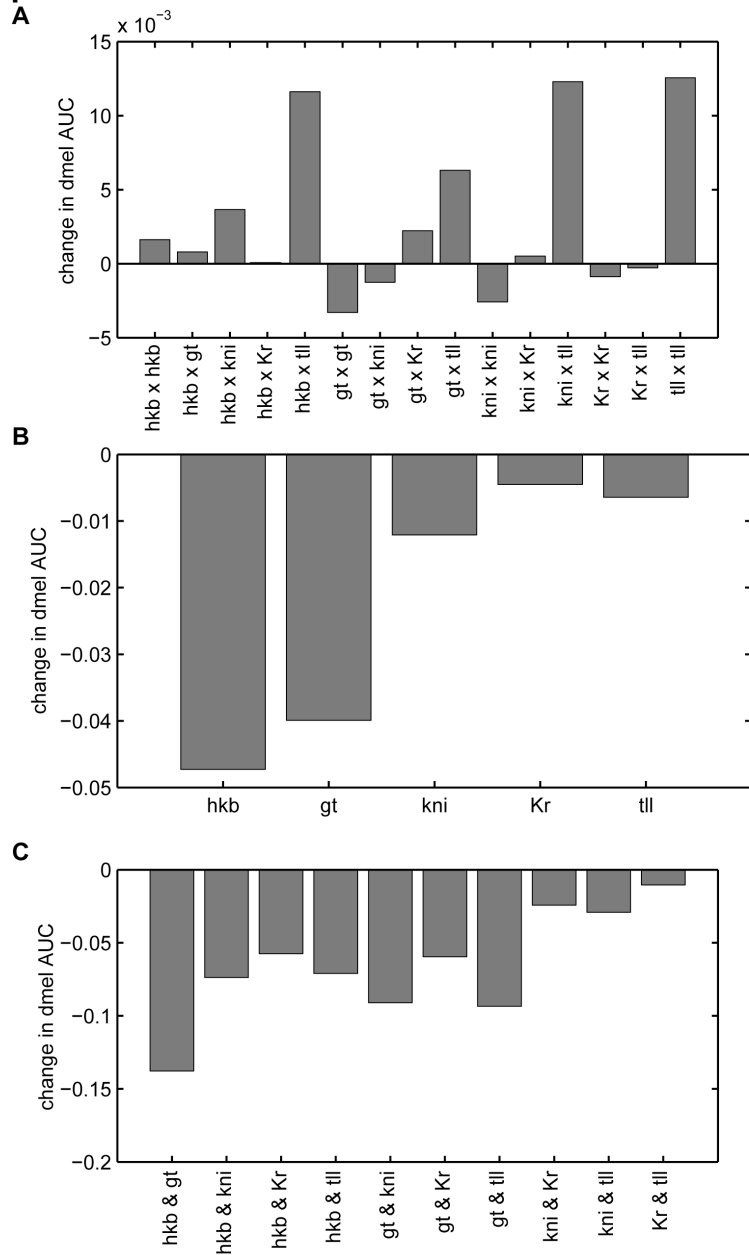 A
x 10⁻³
15
10
5
0
−5
change in dmel AUC
hkb x hkb
hkb x gt
hkb x kni
hkb x Kr
hkb x tll
gt x gt
gt x kni
gt x Kr
gt x tll
kni x kni
kni x Kr
kni x tll
Kr x Kr
Kr x tll
tll x tll
B
0
−0.01
−0.02
−0.03
−0.04
−0.05
change in dmel AUC
hkb
gt
kni
Kr
tll
C
0
−0.05
−0.1
−0.15
−0.2
change in dmel AUC
hkb & gt
hkb & kni
hkb & Kr
hkb & tll
gt & kni
gt & Kr
gt & tll
kni & Kr
kni & tll
Kr & tll